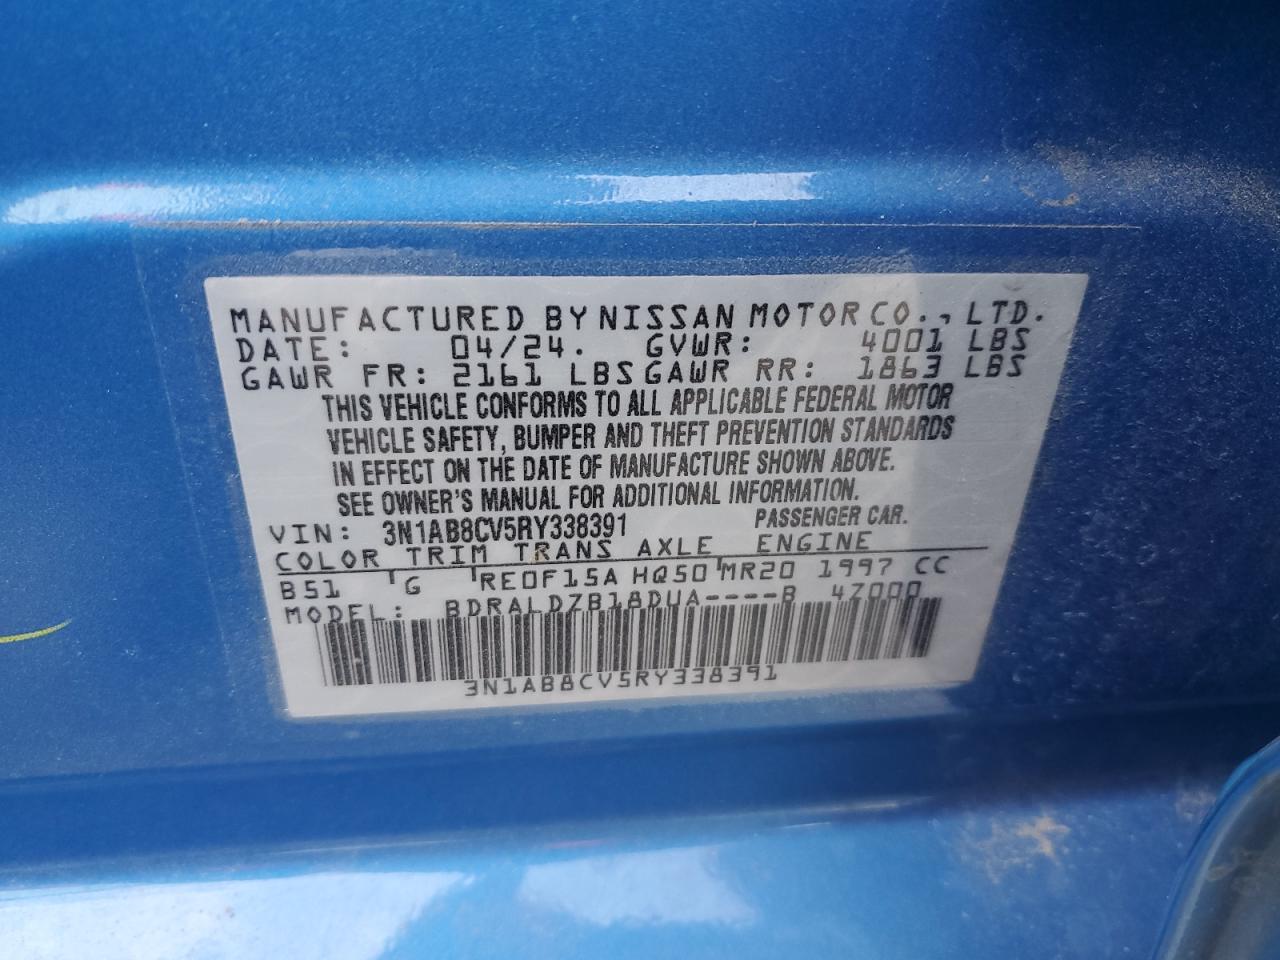 MANUFACTURED BY NISSAN MOTOR CO., LTD.
DATE: 04/24. GVWR: 4001 LBS
GAWR FR: 2161 LBS GAWR RR: 1863 LBS
THIS VEHICLE CONFORMS TO ALL APPLICABLE FEDERAL MOTOR
VEHICLE SAFETY, BUMPER AND THEFT PREVENTION STANDARDS
IN EFFECT ON THE DATE OF MANUFACTURE SHOWN ABOVE.
SEE OWNER'S MANUAL FOR ADDITIONAL INFORMATION.
VIN: 3N1AB8CV5RY338391 PASSENGER CAR.
COLOR TRIM TRANS AXLE ENGINE
B51 G RE0F15A HQ50 MR20 1997 CC
MODEL: BDRALDZB18DUA----B 47000
3N1AB8CV5RY338391